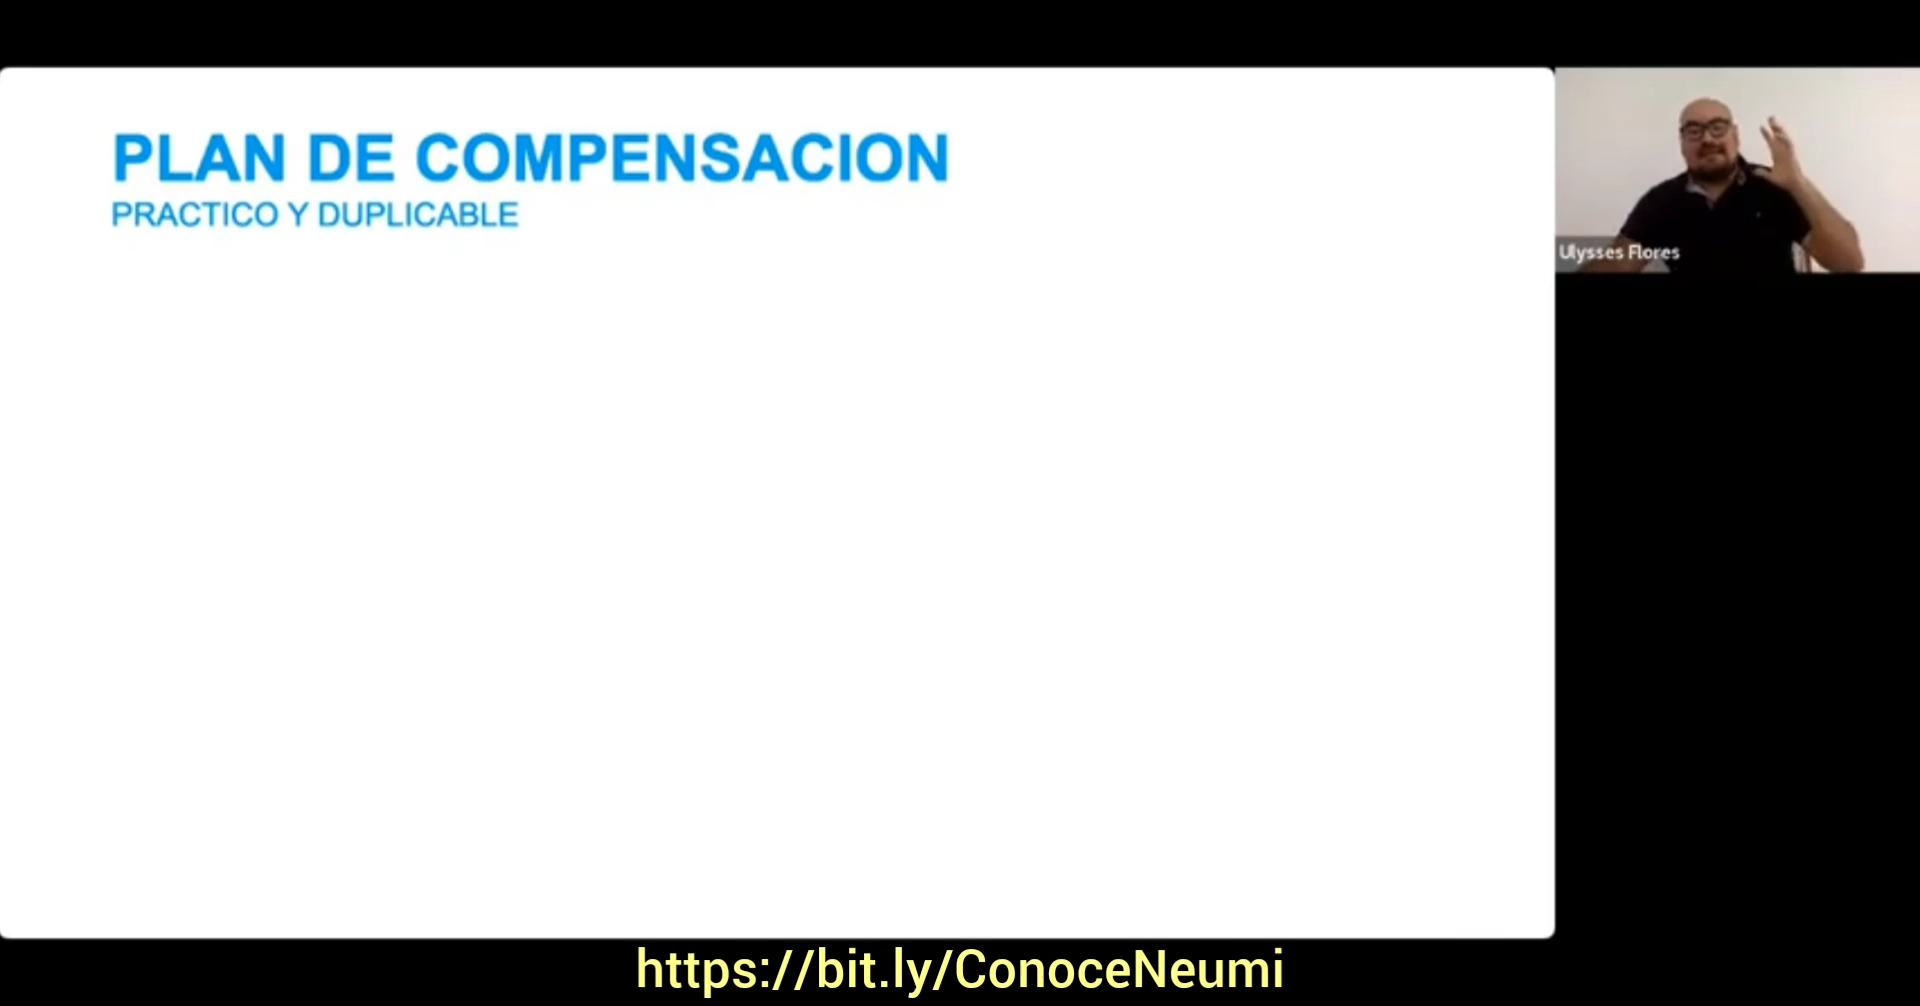 PLAN DE COMPENSACION
PRACTICO Y DUPLICABLE
Ulysses Flores
https://bit.ly/ConoceNeumi